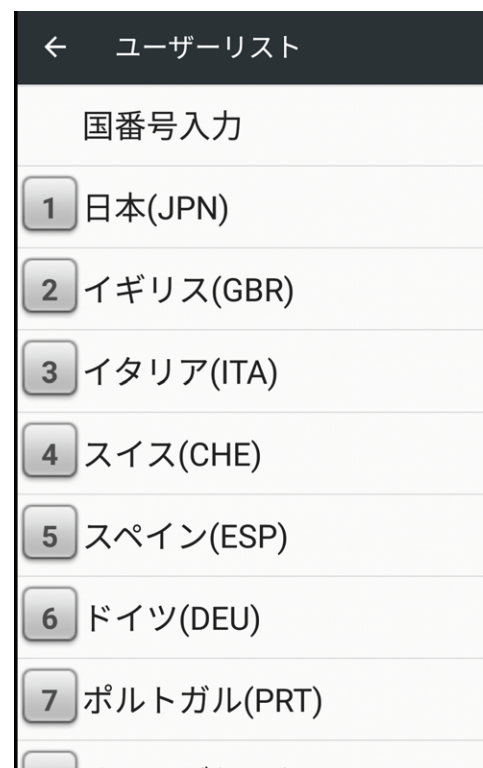 ← ユーザーリスト
国番号入力
1 日本(JPN)
2 イギリス(GBR)
3 イタリア(ITA)
4 スイス(CHE)
5 スペイン(ESP)
6 ドイツ(DEU)
7 ポルトガル(PRT)